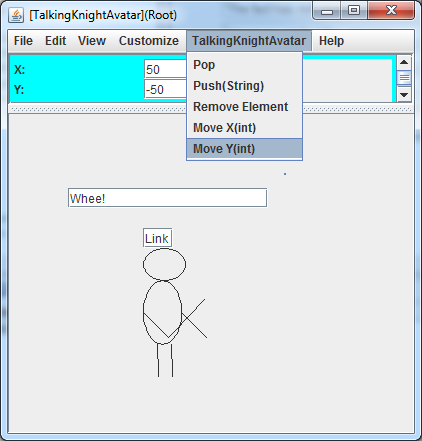 [TalkingKnightAvatar](Root)
File Edit View Customize TalkingKnightAvatar Help
X: 50
Y: -50
Pop
Push(String)
Remove Element
Move X(int)
Move Y(int)
Whee!
Link